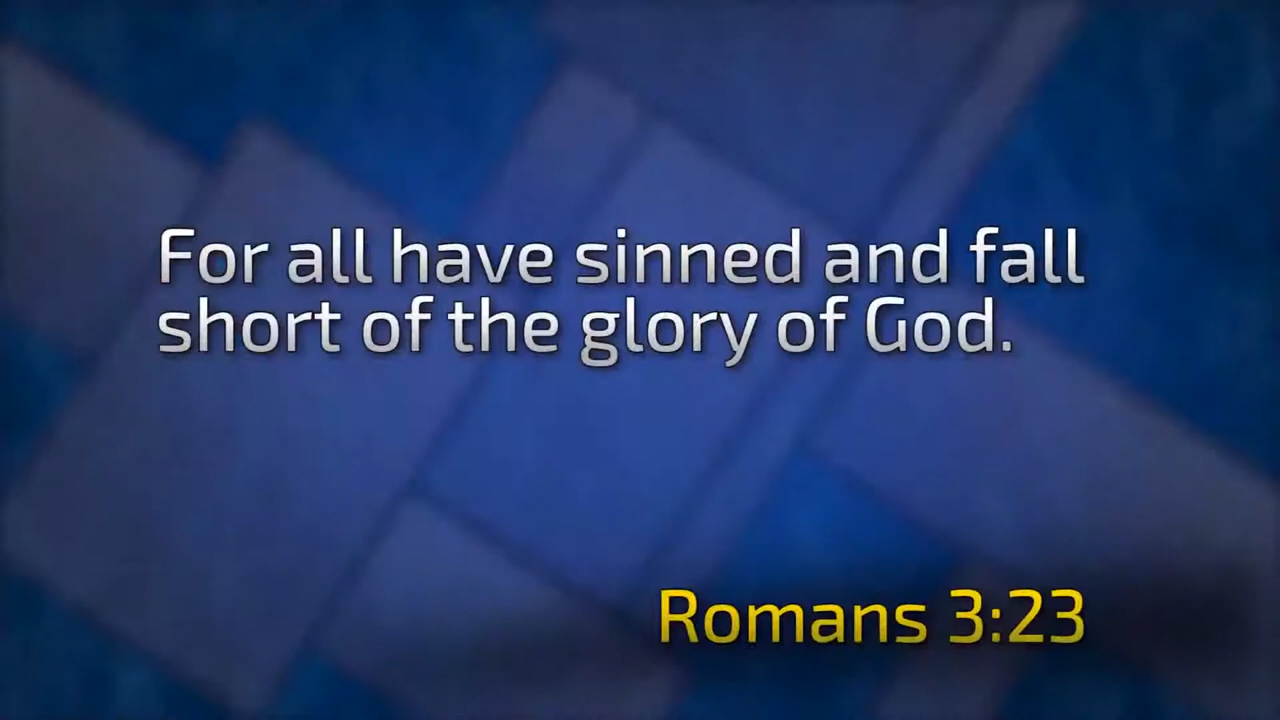 For all have sinned and fall
short of the glory of God.
Romans 3:23